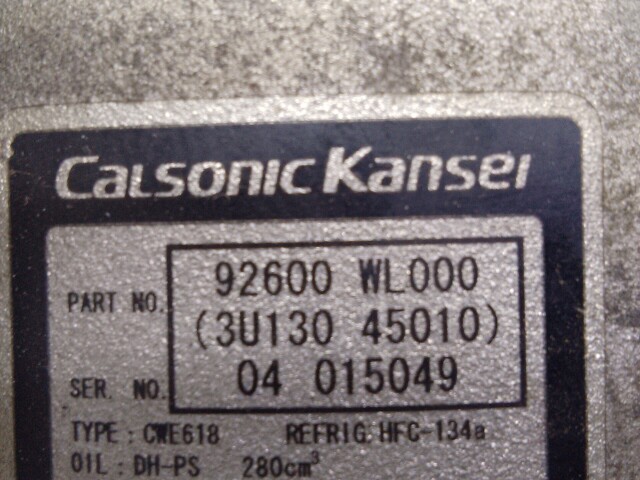 Calsonic Kansei
PART NO. 92600 WL000
(3U130 45010)
SER. NO. 04 015049
TYPE : CWE618 REFRIG. HFC-134a
OIL : DH-PS 280cm³